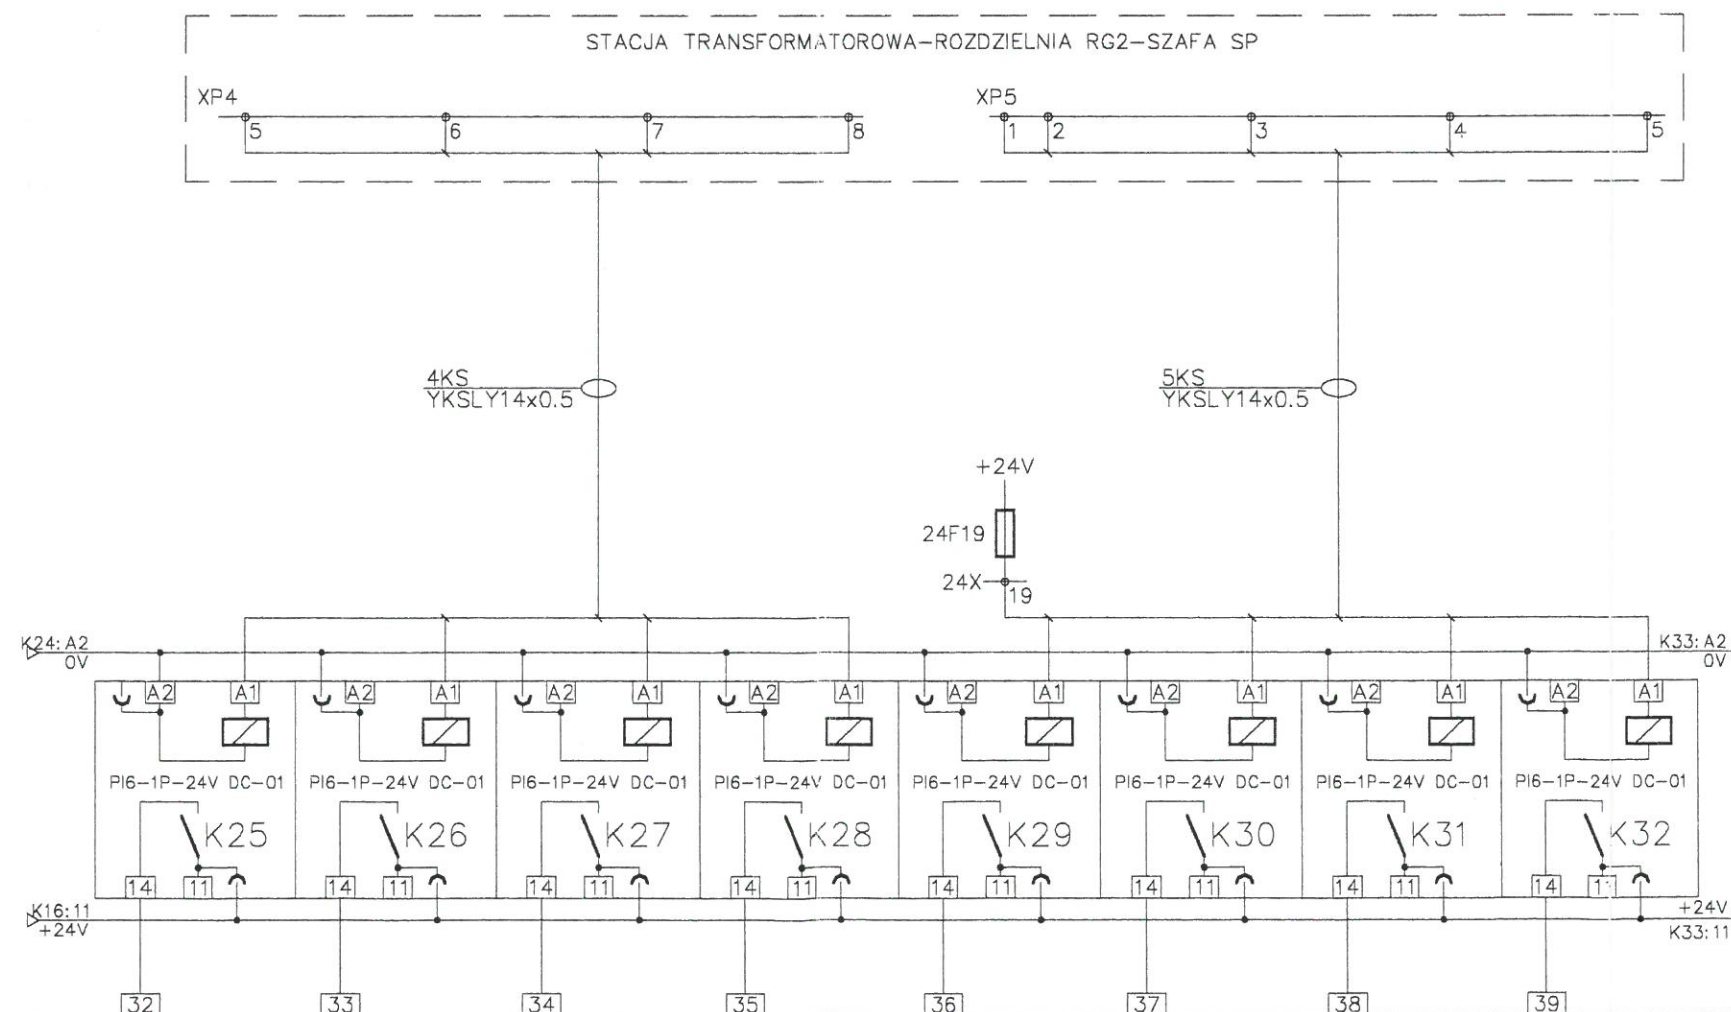 STACJA TRANSFORMATOROWA-ROZDZIELNIA RG2-SZAFA SP
XP4 XP5
5 6 7 8 1 2 3 4 5
4KS 5KS
YKSLY14x0.5 YKSLY14x0.5
+24V
24F19
24X 19
K24:A2 K33:A2
0V 0V
A2 A1 A2 A1 A2 A1 A2 A1 A2 A1 A2 A1 A2 A1 A2 A1
PI6-1P-24V DC-01 PI6-1P-24V DC-01 PI6-1P-24V DC-01 PI6-1P-24V DC-01 PI6-1P-24V DC-01 PI6-1P-24V DC-01 PI6-1P-24V DC-01 PI6-1P-24V DC-01
K25 K26 K27 K28 K29 K30 K31 K32
14 11 14 11 14 11 14 11 14 11 14 11 14 11 14 11
K16:11 +24V
+24V K33:11
32 33 34 35 36 37 38 39